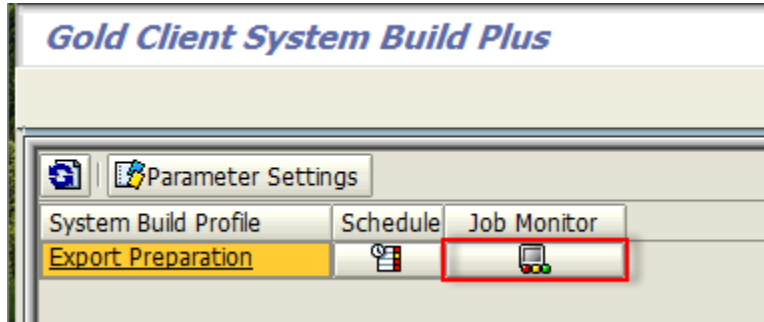 Gold Client System Build Plus
Parameter Settings
System Build Profile Schedule Job Monitor
Export Preparation